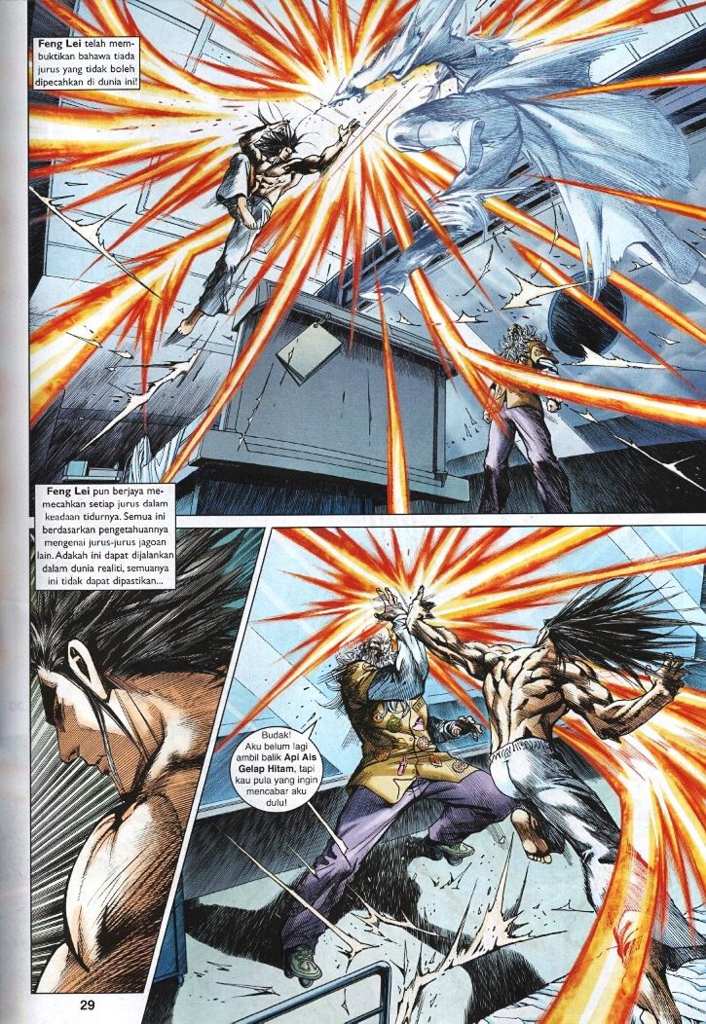 Feng Lei telah mem-
buktikan bahawa tiada
jurus yang tidak boleh
dipecahkan di dunia ini!
Feng Lei pun berjaya me-
mecahkan setiap jurus dalam
keadaan tidurnya. Semua ini
berdasarkan pengetahuannya
mengenai jurus-jurus jagoan
lain. Adakah ini dapat dijalankan
dalam dunia realiti, semuanya
ini tidak dapat dipastikan...
Budak!
Aku belum lagi
ambil balik Api Ais
Gelap Hitam, tapi
kau pula yang ingin
mencabar aku
dulu!
29